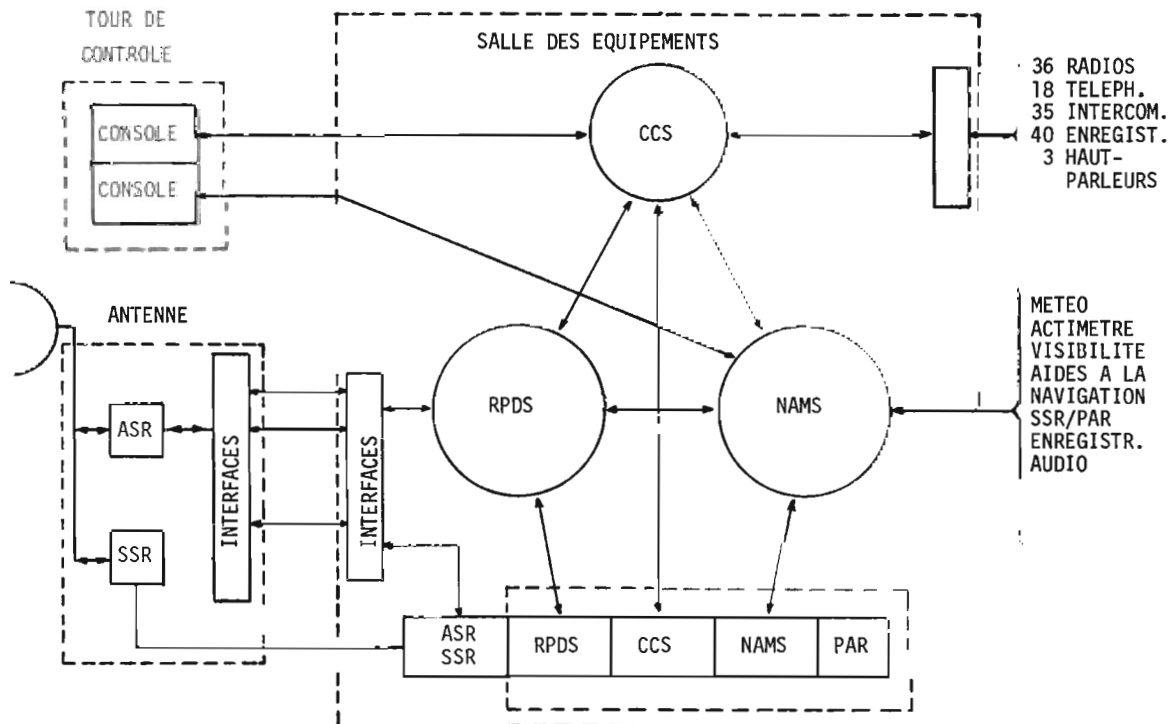 TOUR DE
CONTROLE
SALLE DES EQUIPEMENTS
CONSOLE
CONSOLE
CCS
36 RADIOS
18 TELEPH.
35 INTERCOM.
40 ENREGIST.
3 HAUT-
PARLEURS
ANTENNE
ASR
SSR
INTERFACES
INTERFACES
RPDS
NAMS
METEO
ACTIMETRE
VISIBILITE
AIDES A LA
NAVIGATION
SSR/PAR
ENREGISTR.
AUDIO
ASR
SSR
RPDS
CCS
NAMS
PAR